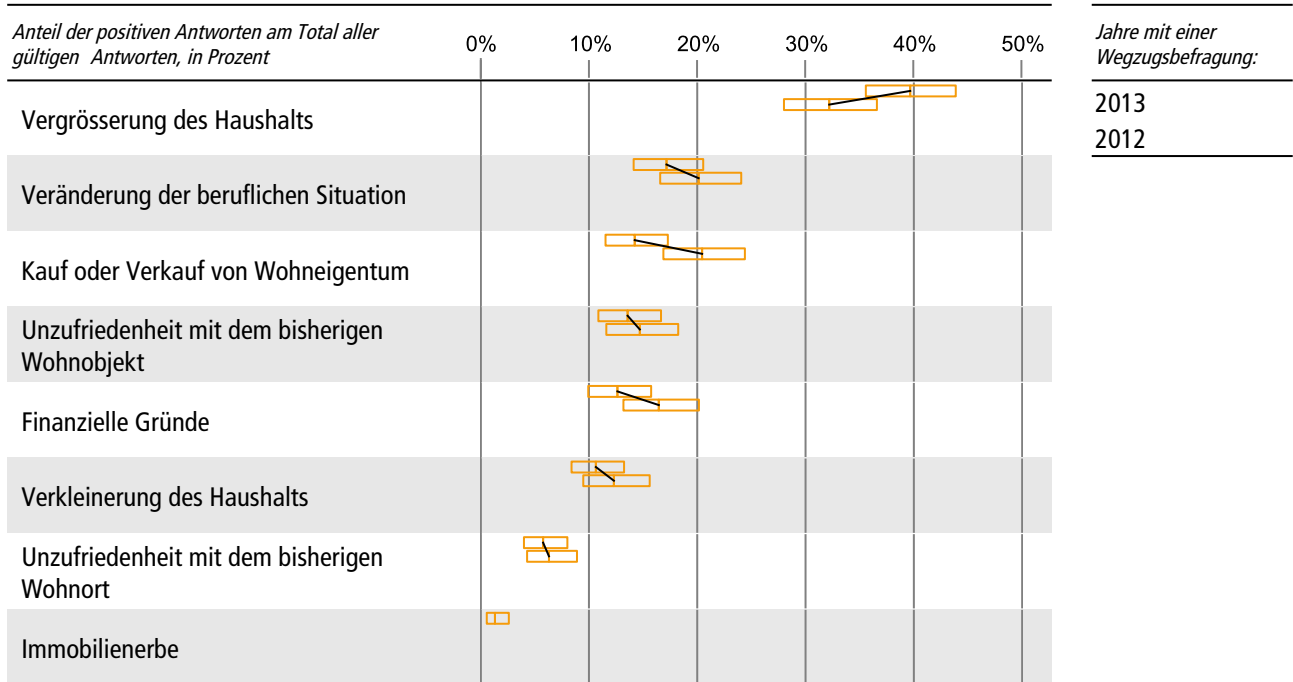 Anteil der positiven Antworten am Total aller
gültigen Antworten, in Prozent
0% 10% 20% 30% 40% 50%
Jahre mit einer
Wegzugsbefragung:
2013
2012
Vergrösserung des Haushalts
Veränderung der beruflichen Situation
Kauf oder Verkauf von Wohneigentum
Unzufriedenheit mit dem bisherigen
Wohnobjekt
Finanzielle Gründe
Verkleinerung des Haushalts
Unzufriedenheit mit dem bisherigen
Wohnort
Immobilienerbe